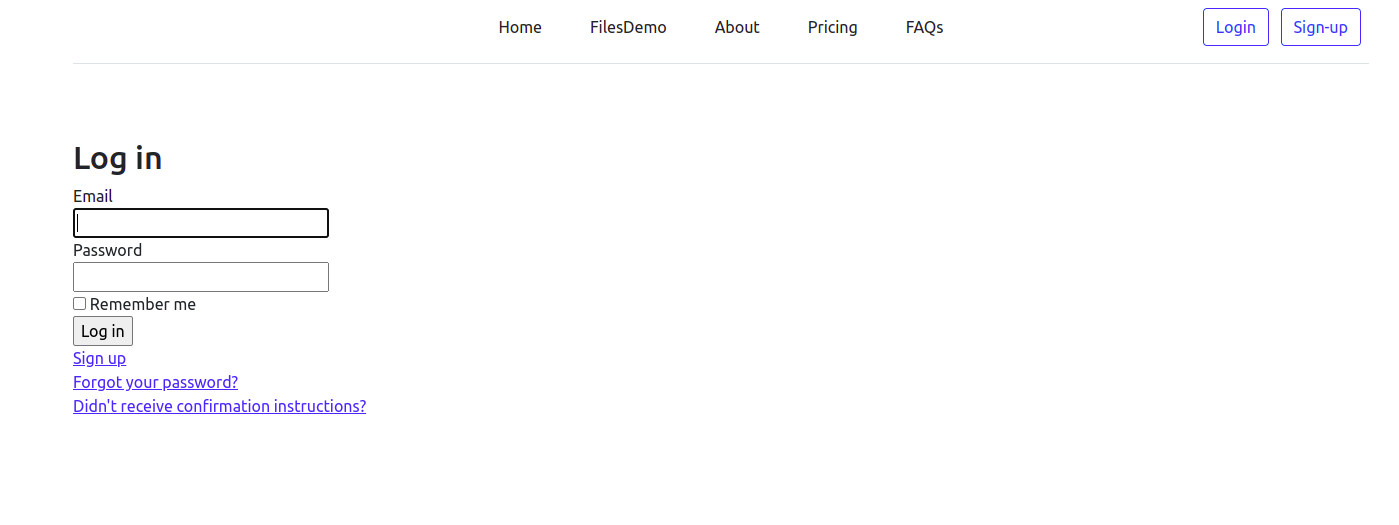 Home FilesDemo About Pricing FAQs Login Sign-up
Log in
Email
Password
Remember me
Log in
Sign up
Forgot your password?
Didn't receive confirmation instructions?